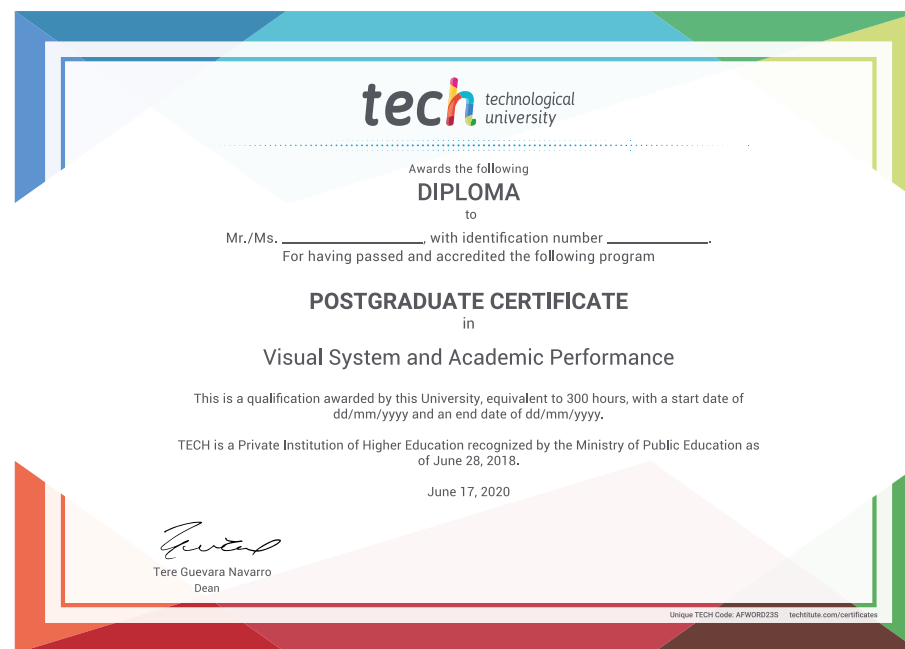 tech technological
university
Awards the following
DIPLOMA
to
Mr./Ms. ____________________, with identification number ______________.
For having passed and accredited the following program
POSTGRADUATE CERTIFICATE
in
Visual System and Academic Performance
This is a qualification awarded by this University, equivalent to 300 hours, with a start date of
dd/mm/yyyy and an end date of dd/mm/yyyy.
TECH is a Private Institution of Higher Education recognized by the Ministry of Public Education as
of June 28, 2018.
June 17, 2020
Tere Guevara Navarro
Dean
Unique TECH Code: AFWORD23S techtitute.com/certificates